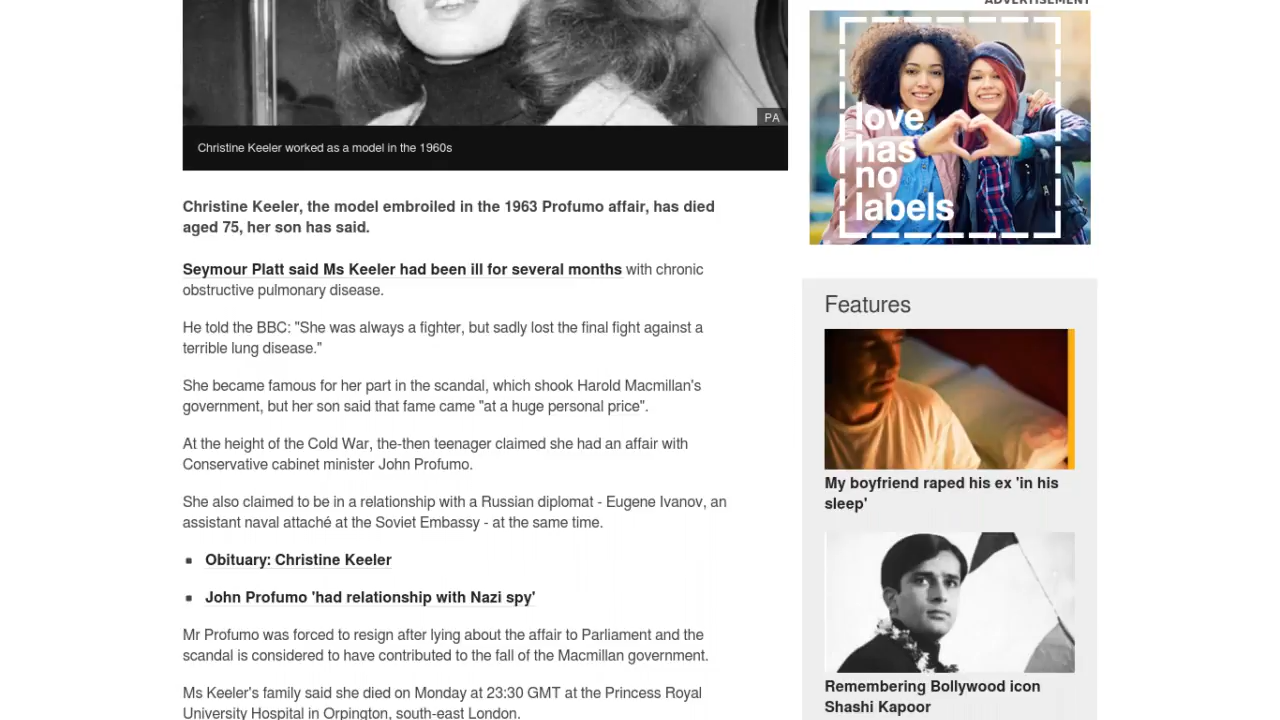 ADVERTISEMENT
PA
Christine Keeler worked as a model in the 1960s
Christine Keeler, the model embroiled in the 1963 Profumo affair, has died
aged 75, her son has said.
Seymour Platt said Ms Keeler had been ill for several months with chronic
obstructive pulmonary disease.
He told the BBC: "She was always a fighter, but sadly lost the final fight against a
terrible lung disease."
She became famous for her part in the scandal, which shook Harold Macmillan's
government, but her son said that fame came "at a huge personal price".
At the height of the Cold War, the-then teenager claimed she had an affair with
Conservative cabinet minister John Profumo.
She also claimed to be in a relationship with a Russian diplomat - Eugene Ivanov, an
assistant naval attaché at the Soviet Embassy - at the same time.
Obituary: Christine Keeler
John Profumo 'had relationship with Nazi spy'
Mr Profumo was forced to resign after lying about the affair to Parliament and the
scandal is considered to have contributed to the fall of the Macmillan government.
Ms Keeler's family said she died on Monday at 23:30 GMT at the Princess Royal
University Hospital in Orpington, south-east London.
love
has
no
labels
Features
My boyfriend raped his ex 'in his
sleep'
Remembering Bollywood icon
Shashi Kapoor